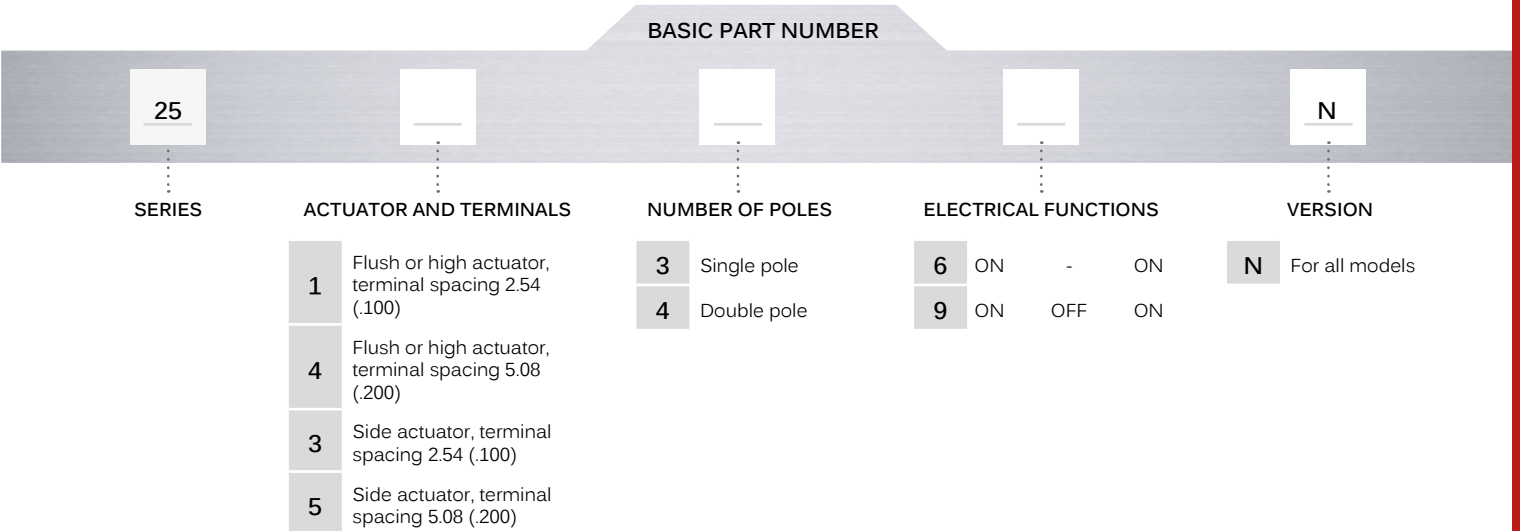 BASIC PART NUMBER
25
N
SERIES
ACTUATOR AND TERMINALS
1
Flush or high actuator,
terminal spacing 2.54
(.100)
4
Flush or high actuator,
terminal spacing 5.08
(.200)
3
Side actuator, terminal
spacing 2.54 (.100)
5
Side actuator, terminal
spacing 5.08 (.200)
NUMBER OF POLES
3 Single pole
4 Double pole
ELECTRICAL FUNCTIONS
6 ON - ON
9 ON OFF ON
VERSION
N For all models